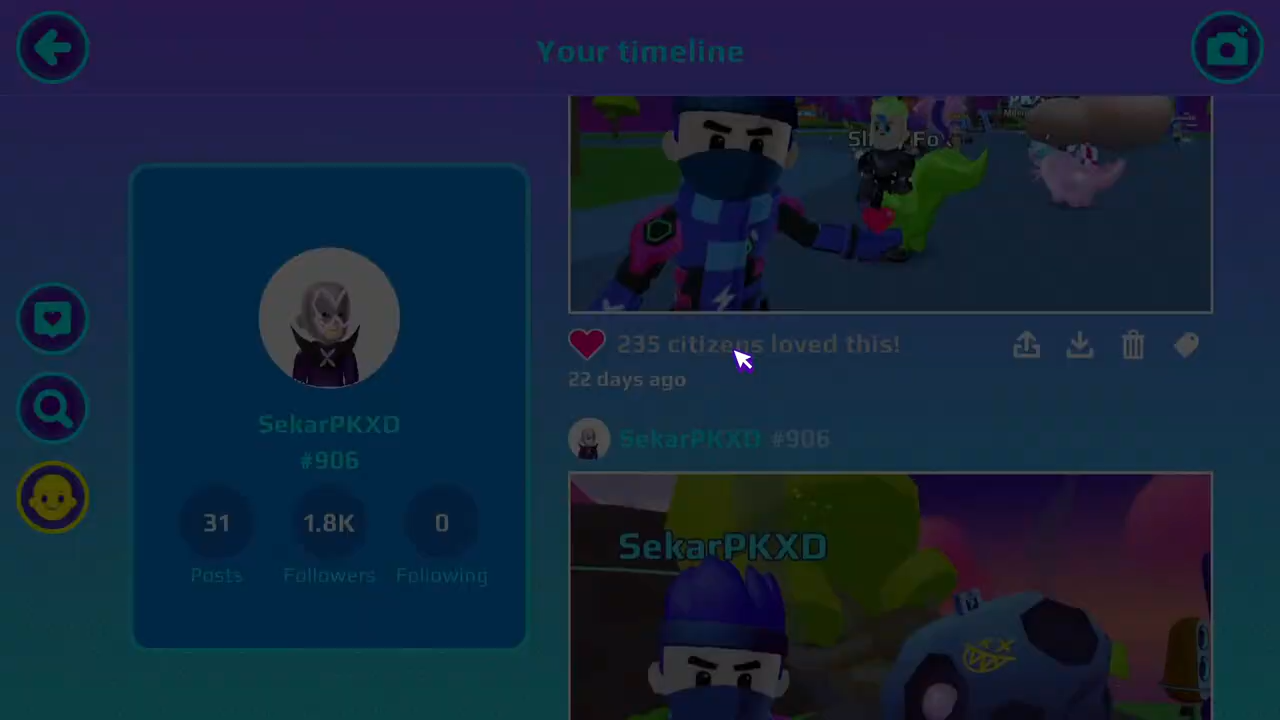 Your timeline
235 citizens loved this!
22 days ago
SekarPKXD #906
SekarPKXD
SekarPKXD
#906
31
1.8K
0
Posts
Followers
Following